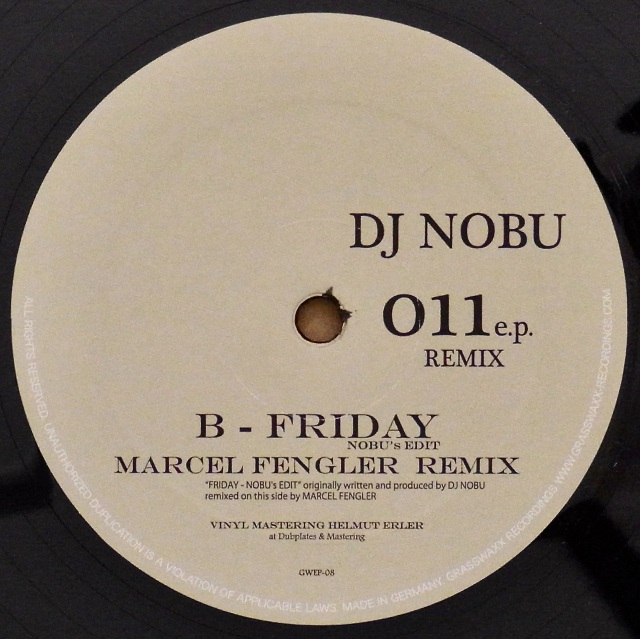 DJ NOBU
011 e.p.
REMIX
B - FRIDAY
NOBU's EDIT
MARCEL FENGLER REMIX
"FRIDAY - NOBU's EDIT" originally written and produced by DJ NOBU
remixed on this side by MARCEL FENGLER
VINYL MASTERING HELMUT ERLER
at Dubplates & Mastering
GWEP-08
ALL RIGHTS RESERVED. UNAUTHORIZED DUPLICATION IS A VIOLATION OF APPLICABLE LAWS. MADE IN GERMANY. GRASSWAXX RECORDINGS. WWW.GRASSWAXX-RECORDINGS.COM